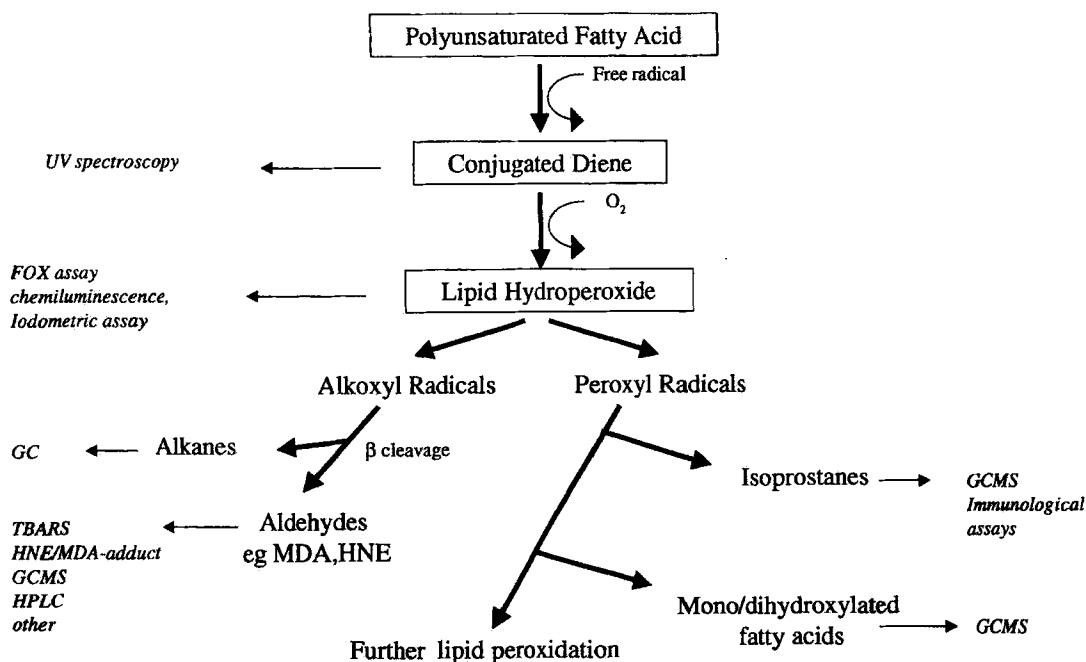 Polyunsaturated Fatty Acid
Free radical
UV spectroscopy
Conjugated Diene
O₂
FOX assay
chemiluminescence,
Iodometric assay
Lipid Hydroperoxide
Alkoxyl Radicals
Peroxyl Radicals
GC
Alkanes
β cleavage
Isoprostanes
GCMS
Immunological
assays
TBARS
HNE/MDA-adduct
GCMS
HPLC
other
Aldehydes
eg MDA,HNE
Mono/dihydroxylated
fatty acids
GCMS
Further lipid peroxidation